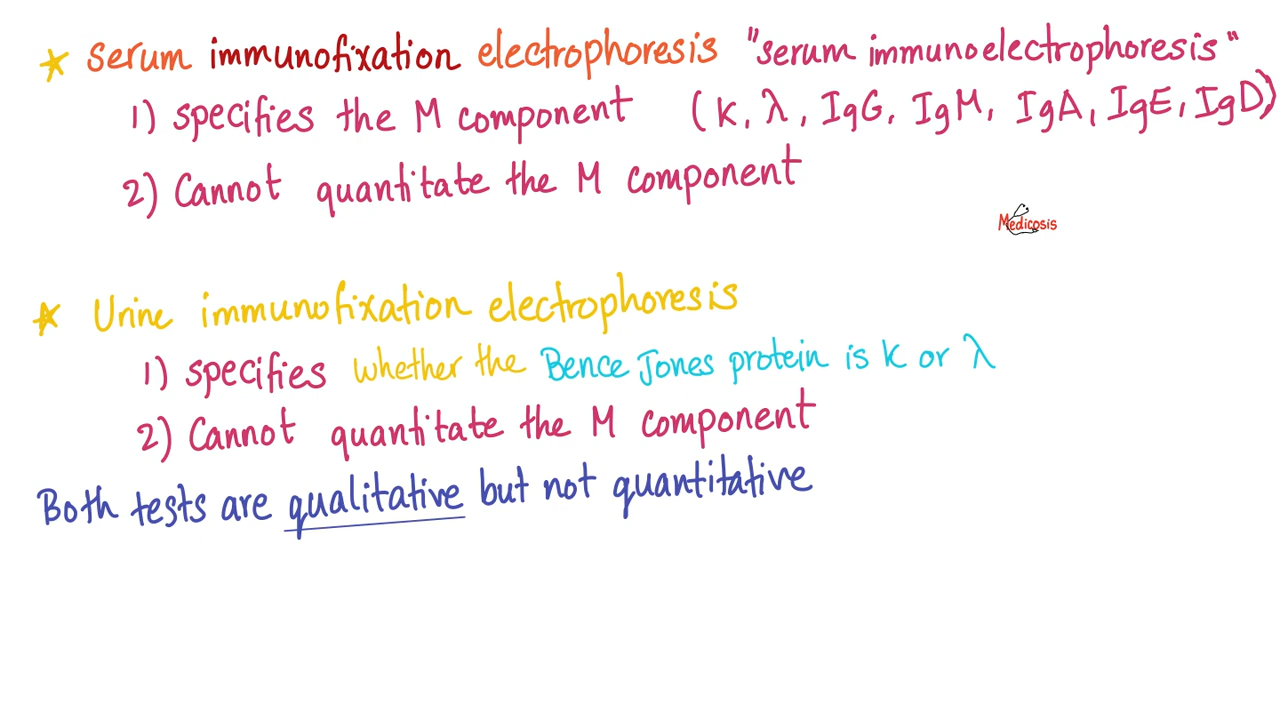 ★ Serum immunofixation electrophoresis "serum immunoelectrophoresis"
1) specifies the M component (κ, λ, IgG, IgM, IgA, IgE, IgD)
2) Cannot quantitate the M component
Medicosis
★ Urine immunofixation electrophoresis
1) specifies whether the Bence Jones protein is κ or λ
2) Cannot quantitate the M component
Both tests are qualitative but not quantitative